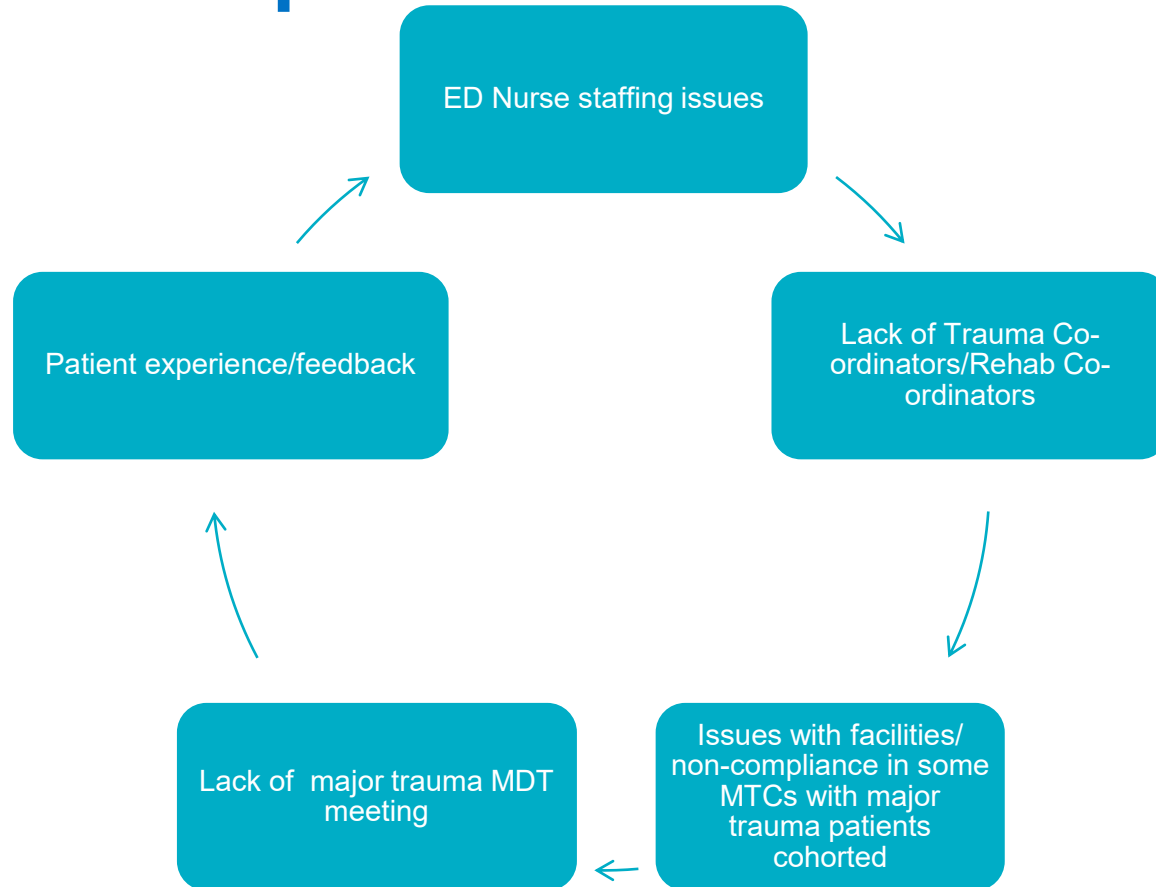 ED Nurse staffing issues
Lack of Trauma Co-
ordinators/Rehab Co-
ordinators
Issues with facilities/
non-compliance in some
MTCs with major
trauma patients
cohorted
Lack of  major trauma MDT
meeting
Patient experience/feedback